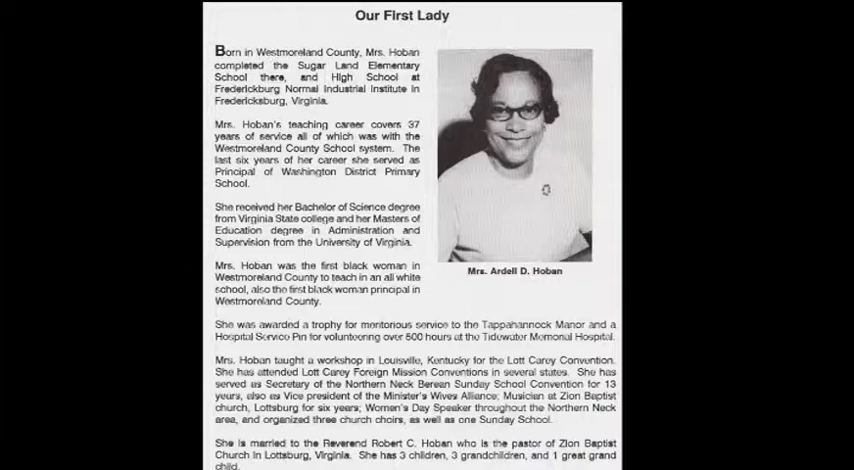 Our First Lady
Born in Westmoreland County, Mrs. Hoban
completed the Sugar Land Elementary
School there, and High School at
Frederickburg Normal Industrial Institute in
Fredericksburg, Virginia.
Mrs. Hoban's teaching career covers 37
years of service all of which was with the
Westmoreland County School system. The
last six years of her career she served as
Principal of Washington District Primary
School.
She received her Bachelor of Science degree
from Virginia State college and her Masters of
Education degree in Administration and
Supervision from the University of Virginia.
Mrs. Hoban was the first black woman in
Westmoreland County to teach in an all white
school, also the first black woman principal in
Westmoreland County.
Mrs. Ardell D. Hoban
She was awarded a trophy for meritorious service to the Tappahannock Manor and a
Hospital Service Pin for volunteering over 500 hours at the Tidewater Memorial Hospital.
Mrs. Hoban taught a workshop in Louisville, Kentucky for the Lott Carey Convention.
She has attended Lott Carey Foreign Mission Conventions in several states. She has
served as Secretary of the Northern Neck Berean Sunday School Convention for 13
years, also as Vice president of the Minister's Wives Alliance; Musician at Zion Baptist
church, Lottsburg for six years; Women's Day Speaker throughout the Northern Neck
area, and organized three church choirs, as well as one Sunday School.
She is married to the Reverend Robert C. Hoban who is the pastor of Zion Baptist
Church in Lottsburg, Virginia. She has 3 children, 3 grandchildren, and 1 great grand
child.